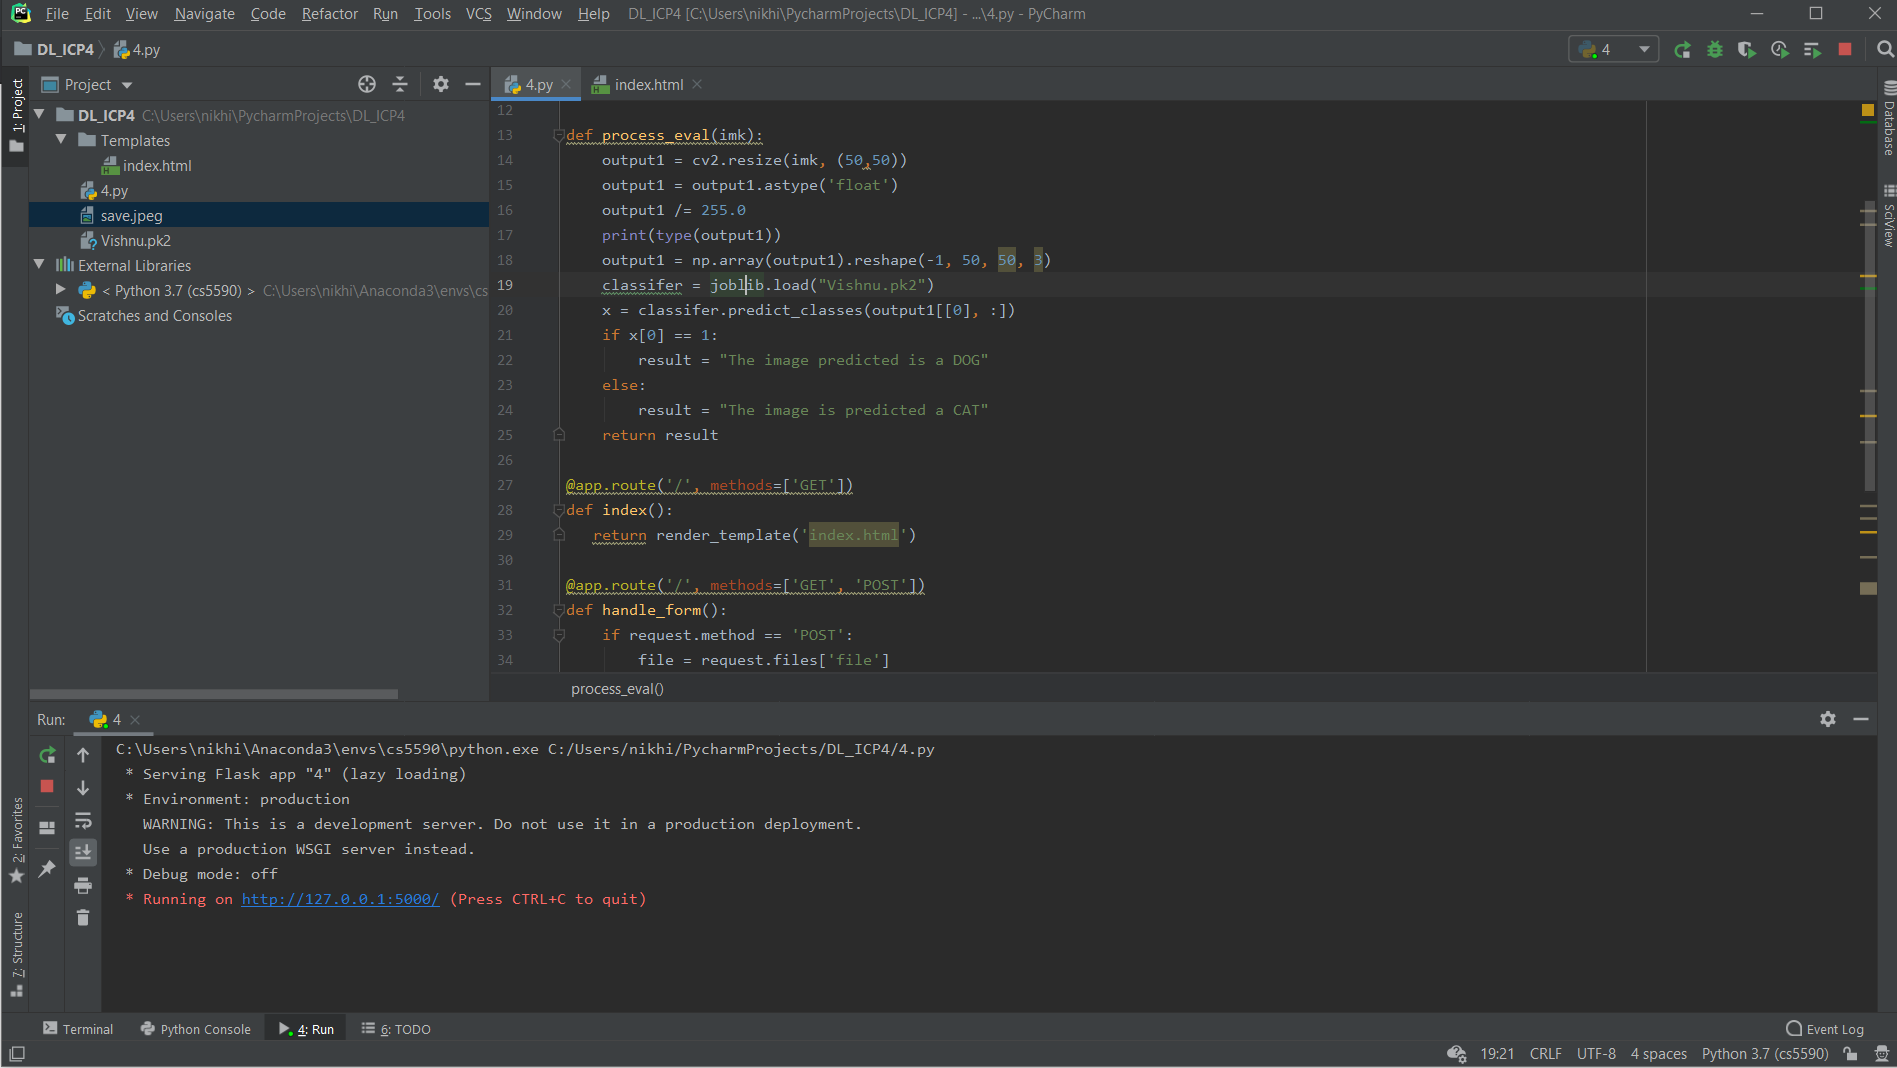 File Edit View Navigate Code Refactor Run Tools VCS Window Help DL_ICP4 [C:\Users\nikhi\PycharmProjects\DL_ICP4] - ...\4.py - PyCharm
DL_ICP4 4.py
4
1: Project
Project
DL_ICP4 C:\Users\nikhi\PycharmProjects\DL_ICP4
Templates
index.html
4.py
save.jpeg
Vishnu.pk2
External Libraries
< Python 3.7 (cs5590) > C:\Users\nikhi\Anaconda3\envs\cs
Scratches and Consoles
4.py index.html
12
13 def process_eval(imk):
14 output1 = cv2.resize(imk, (50,50))
15 output1 = output1.astype('float')
16 output1 /= 255.0
17 print(type(output1))
18 output1 = np.array(output1).reshape(-1, 50, 50, 3)
19 classifer = joblib.load("Vishnu.pk2")
20 x = classifer.predict_classes(output1[[0], :])
21 if x[0] == 1:
22 result = "The image predicted is a DOG"
23 else:
24 result = "The image is predicted a CAT"
25 return result
26
27 @app.route('/', methods=['GET'])
28 def index():
29 return render_template('index.html')
30
31 @app.route('/', methods=['GET', 'POST'])
32 def handle_form():
33 if request.method == 'POST':
34 file = request.files['file']
process_eval()
Database
SciView
Run: 4
C:\Users\nikhi\Anaconda3\envs\cs5590\python.exe C:/Users/nikhi/PycharmProjects/DL_ICP4/4.py
* Serving Flask app "4" (lazy loading)
* Environment: production
WARNING: This is a development server. Do not use it in a production deployment.
Use a production WSGI server instead.
* Debug mode: off
* Running on http://127.0.0.1:5000/ (Press CTRL+C to quit)
2: Favorites
7: Structure
Terminal Python Console 4: Run 6: TODO Event Log
19:21 CRLF UTF-8 4 spaces Python 3.7 (cs5590)